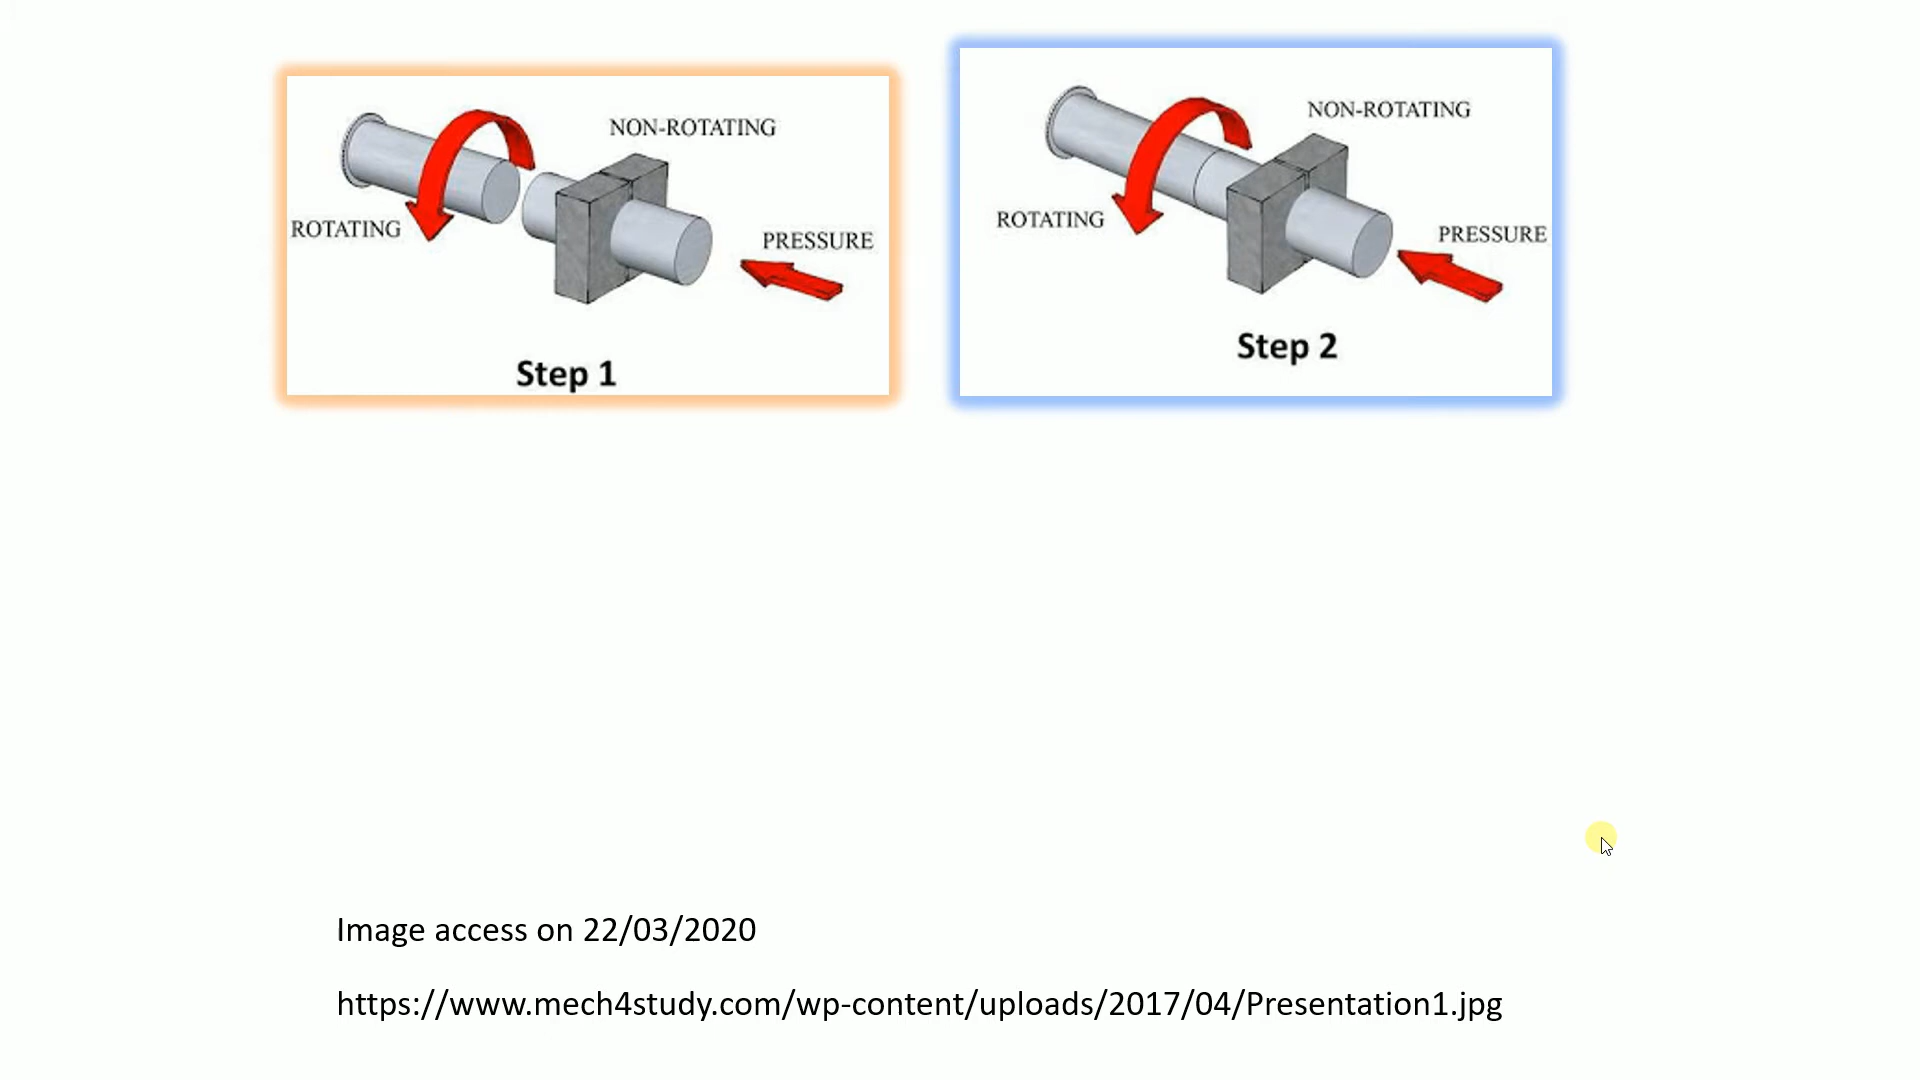 NON-ROTATING
ROTATING
PRESSURE
Step 1
NON-ROTATING
ROTATING
PRESSURE
Step 2
Image access on 22/03/2020
https://www.mech4study.com/wp-content/uploads/2017/04/Presentation1.jpg